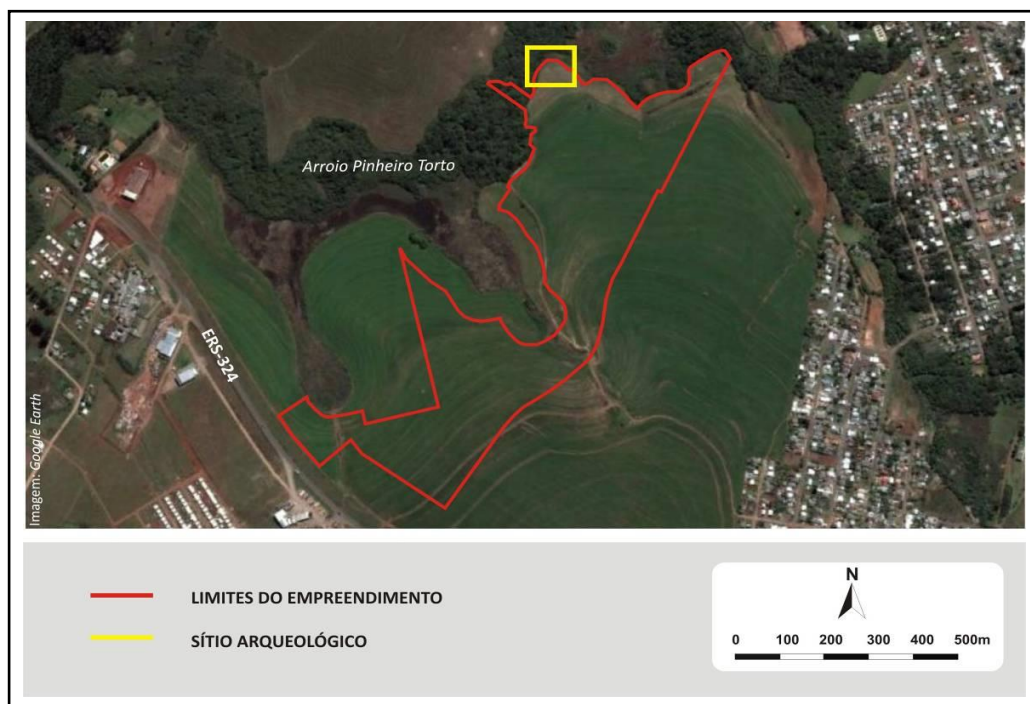 Arroio Pinheiro Torto
ERS-324
Imagem: Google Earth
LIMITES DO EMPREENDIMENTO
SÍTIO ARQUEOLÓGICO
N
0 100 200 300 400 500m